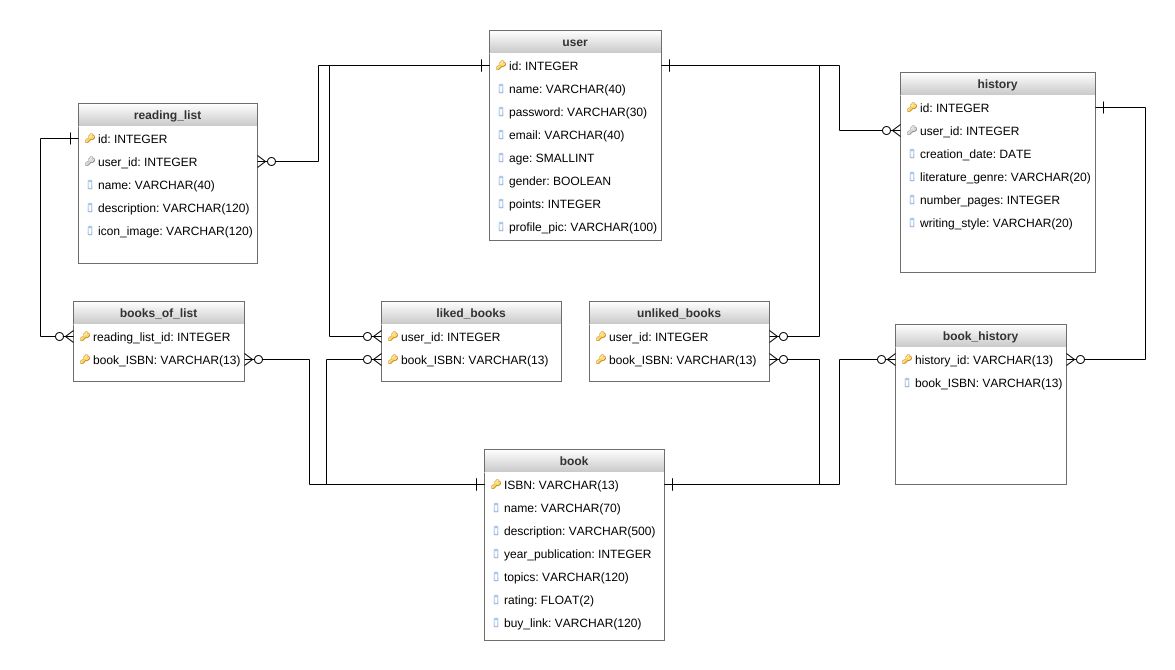 user
id: INTEGER
name: VARCHAR(40)
password: VARCHAR(30)
email: VARCHAR(40)
age: SMALLINT
gender: BOOLEAN
points: INTEGER
profile_pic: VARCHAR(100)
history
id: INTEGER
user_id: INTEGER
creation_date: DATE
literature_genre: VARCHAR(20)
number_pages: INTEGER
writing_style: VARCHAR(20)
reading_list
id: INTEGER
user_id: INTEGER
name: VARCHAR(40)
description: VARCHAR(120)
icon_image: VARCHAR(120)
books_of_list
reading_list_id: INTEGER
book_ISBN: VARCHAR(13)
liked_books
user_id: INTEGER
book_ISBN: VARCHAR(13)
unliked_books
user_id: INTEGER
book_ISBN: VARCHAR(13)
book_history
history_id: VARCHAR(13)
book_ISBN: VARCHAR(13)
book
ISBN: VARCHAR(13)
name: VARCHAR(70)
description: VARCHAR(500)
year_publication: INTEGER
topics: VARCHAR(120)
rating: FLOAT(2)
buy_link: VARCHAR(120)